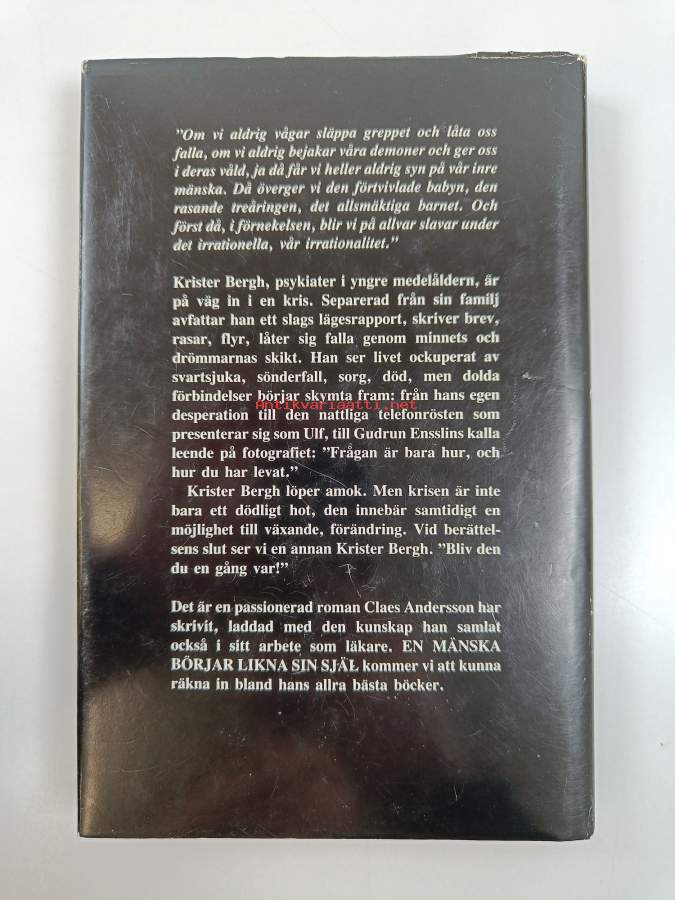 "Om vi aldrig vågar släppa greppet och låta oss
falla, om vi aldrig bejakar våra demoner och ger oss
i deras våld, ja då får vi heller aldrig syn på vår inre
mänska. Då överger vi den förtvivlade babyn, den
rasande treåringen, det allsmäktiga barnet. Och
först då, i förnekelsen, blir vi på allvar slavar under
det irrationella, vår irrationalitet."
Krister Bergh, psykiater i yngre medelåldern, är
på väg in i en kris. Separerad från sin familj
avfattar han ett slags lägesrapport, skriver brev,
rasar, flyr, låter sig falla genom minnets och
drömmarnas skikt. Han ser livet ockuperat av
svartsjuka, sönderfall, sorg, död, men dolda
förbindelser börjar skymta fram: från hans egen
Antikvariaatti.net
desperation till den nattliga telefonrösten som
presenterar sig som Ulf, till Gudrun Ensslins kalla
leende på fotografiet: "Frågan är bara hur, och
hur du har levat."
Krister Bergh löper amok. Men krisen är inte
bara ett dödligt hot, den innebär samtidigt en
möjlighet till växande, förändring. Vid berättel-
sens slut ser vi en annan Krister Bergh. "Bliv den
du en gång var!"
Det är en passionerad roman Claes Andersson har
skrivit, laddad med den kunskap han samlat
också i sitt arbete som läkare. EN MÄNSKA
BÖRJAR LIKNA SIN SJÄL kommer vi att kunna
räkna in bland hans allra bästa böcker.